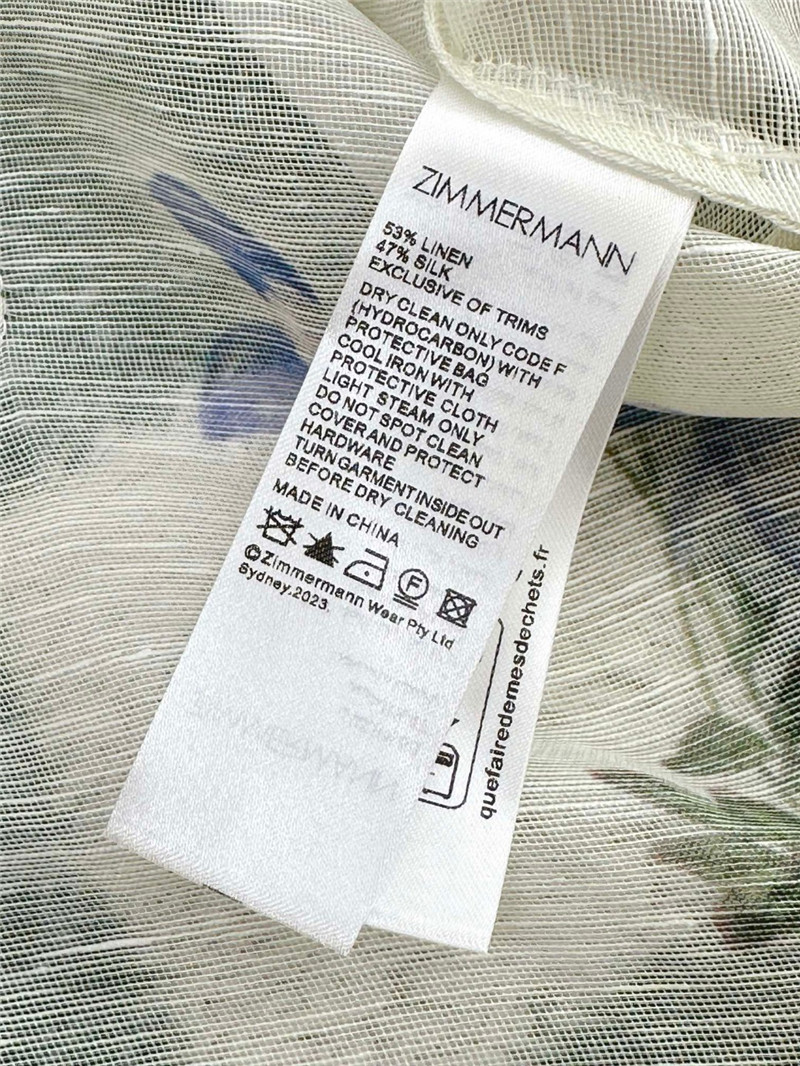 ZIMMERMANN
53% LINEN
47% SILK
EXCLUSIVE OF TRIMS
DRY CLEAN ONLY CODE F
(HYDROCARBON) WITH
PROTECTIVE BAG
COOL IRON WITH
PROTECTIVE CLOTH
LIGHT STEAM ONLY
DO NOT SPOT CLEAN
COVER AND PROTECT
HARDWARE
TURN GARMENT INSIDE OUT
BEFORE DRY CLEANING
MADE IN CHINA
F
©Zimmermann Wear Pty Ltd
Sydney.2023
quefairedemesdechets.fr